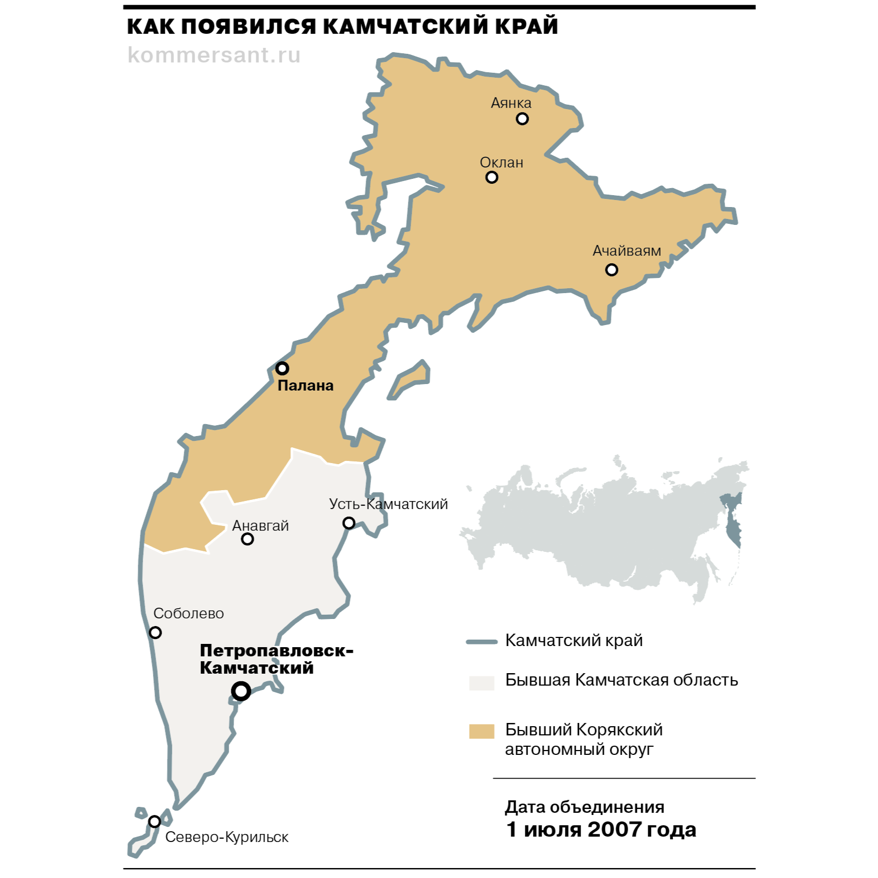 КАК ПОЯВИЛСЯ КАМЧАТСКИЙ КРАЙ
kommersant.ru
Аянка
Оклан
Ачайваям
Палана
Усть-Камчатский
Анавгай
Соболево
Петропавловск-
Камчатский
Северо-Курильск
Камчатский край
Бывшая Камчатская область
Бывший Корякский
автономный округ
Дата объединения
1 июля 2007 года